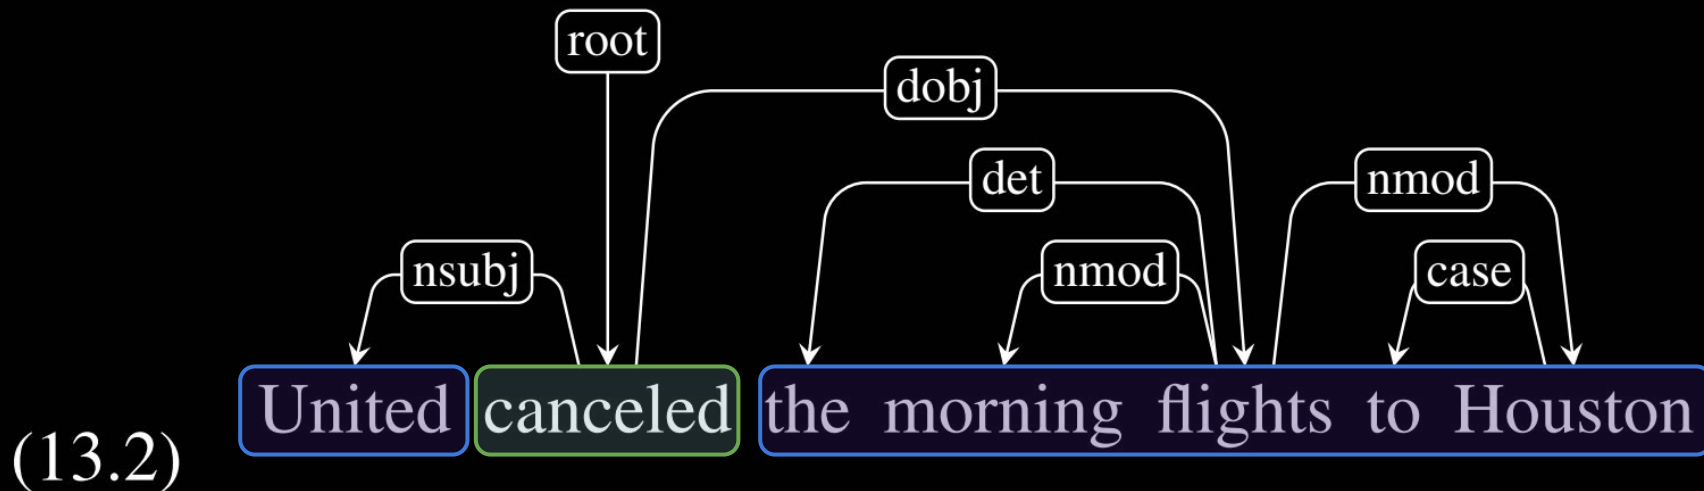 root
dobj
det nmod
nsubj nmod case
United canceled the morning flights to Houston
(13.2)